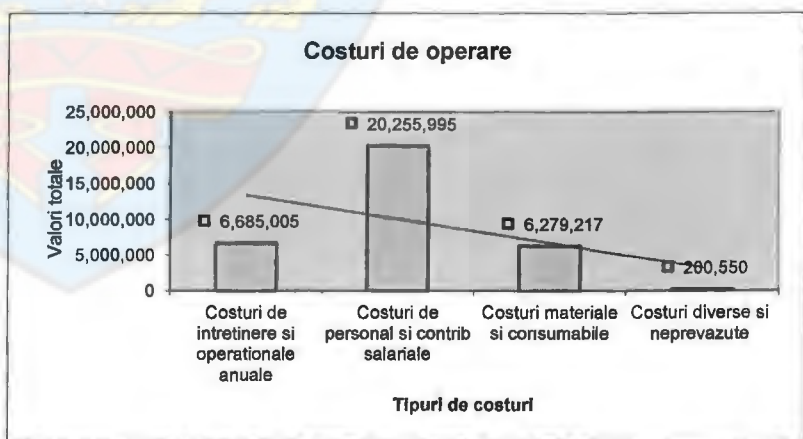 Costuri de operare
Valori totale
25,000,000
20,000,000
15,000,000
10,000,000
5,000,000
0
6,685,005
20,255,995
6,279,217
200,550
Costuri de
intretinere si
operationale
anuale
Costuri de
personal si contrib
salariale
Costuri materiale
si consumabile
Costuri diverse si
neprevazute
Tipuri de costuri